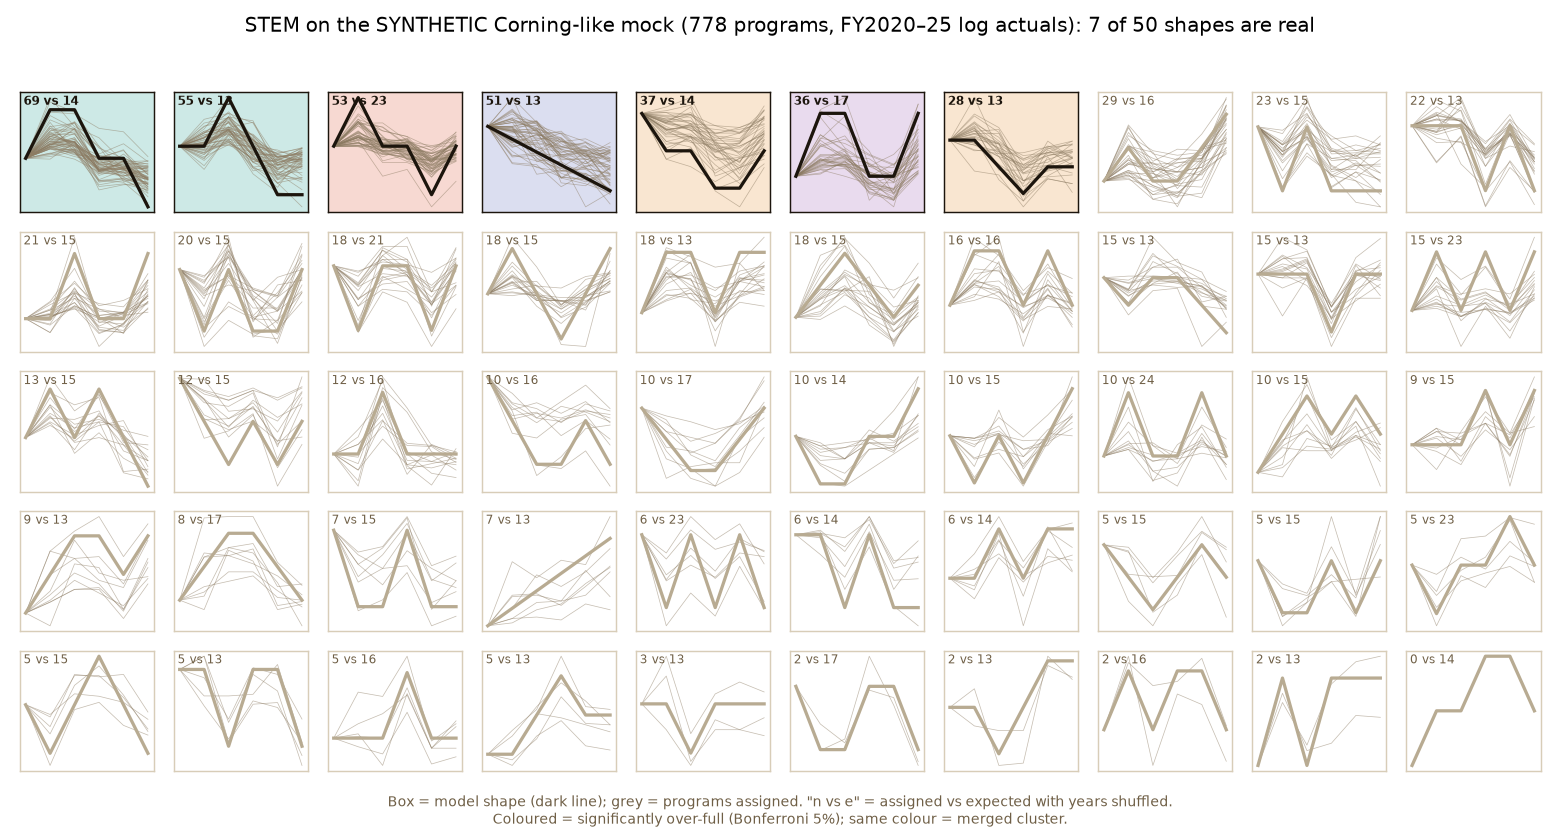 STEM on the SYNTHETIC Corning-like mock (778 programs, FY2020–25 log actuals): 7 of 50 shapes are real
69 vs 14
55 vs 13
53 vs 23
51 vs 13
37 vs 14
36 vs 17
28 vs 13
29 vs 16
23 vs 15
22 vs 13
21 vs 15
20 vs 15
18 vs 21
18 vs 15
18 vs 13
18 vs 15
16 vs 16
15 vs 13
15 vs 13
15 vs 23
13 vs 15
12 vs 15
12 vs 16
10 vs 16
10 vs 17
10 vs 14
10 vs 15
10 vs 24
10 vs 15
9 vs 15
9 vs 13
8 vs 17
7 vs 15
7 vs 13
6 vs 23
6 vs 14
6 vs 14
5 vs 15
5 vs 15
5 vs 23
5 vs 15
5 vs 13
5 vs 16
5 vs 13
3 vs 13
2 vs 17
2 vs 13
2 vs 16
2 vs 13
0 vs 14
Box = model shape (dark line); grey = programs assigned. "n vs e" = assigned vs expected with years shuffled.
Coloured = significantly over-full (Bonferroni 5%); same colour = merged cluster.